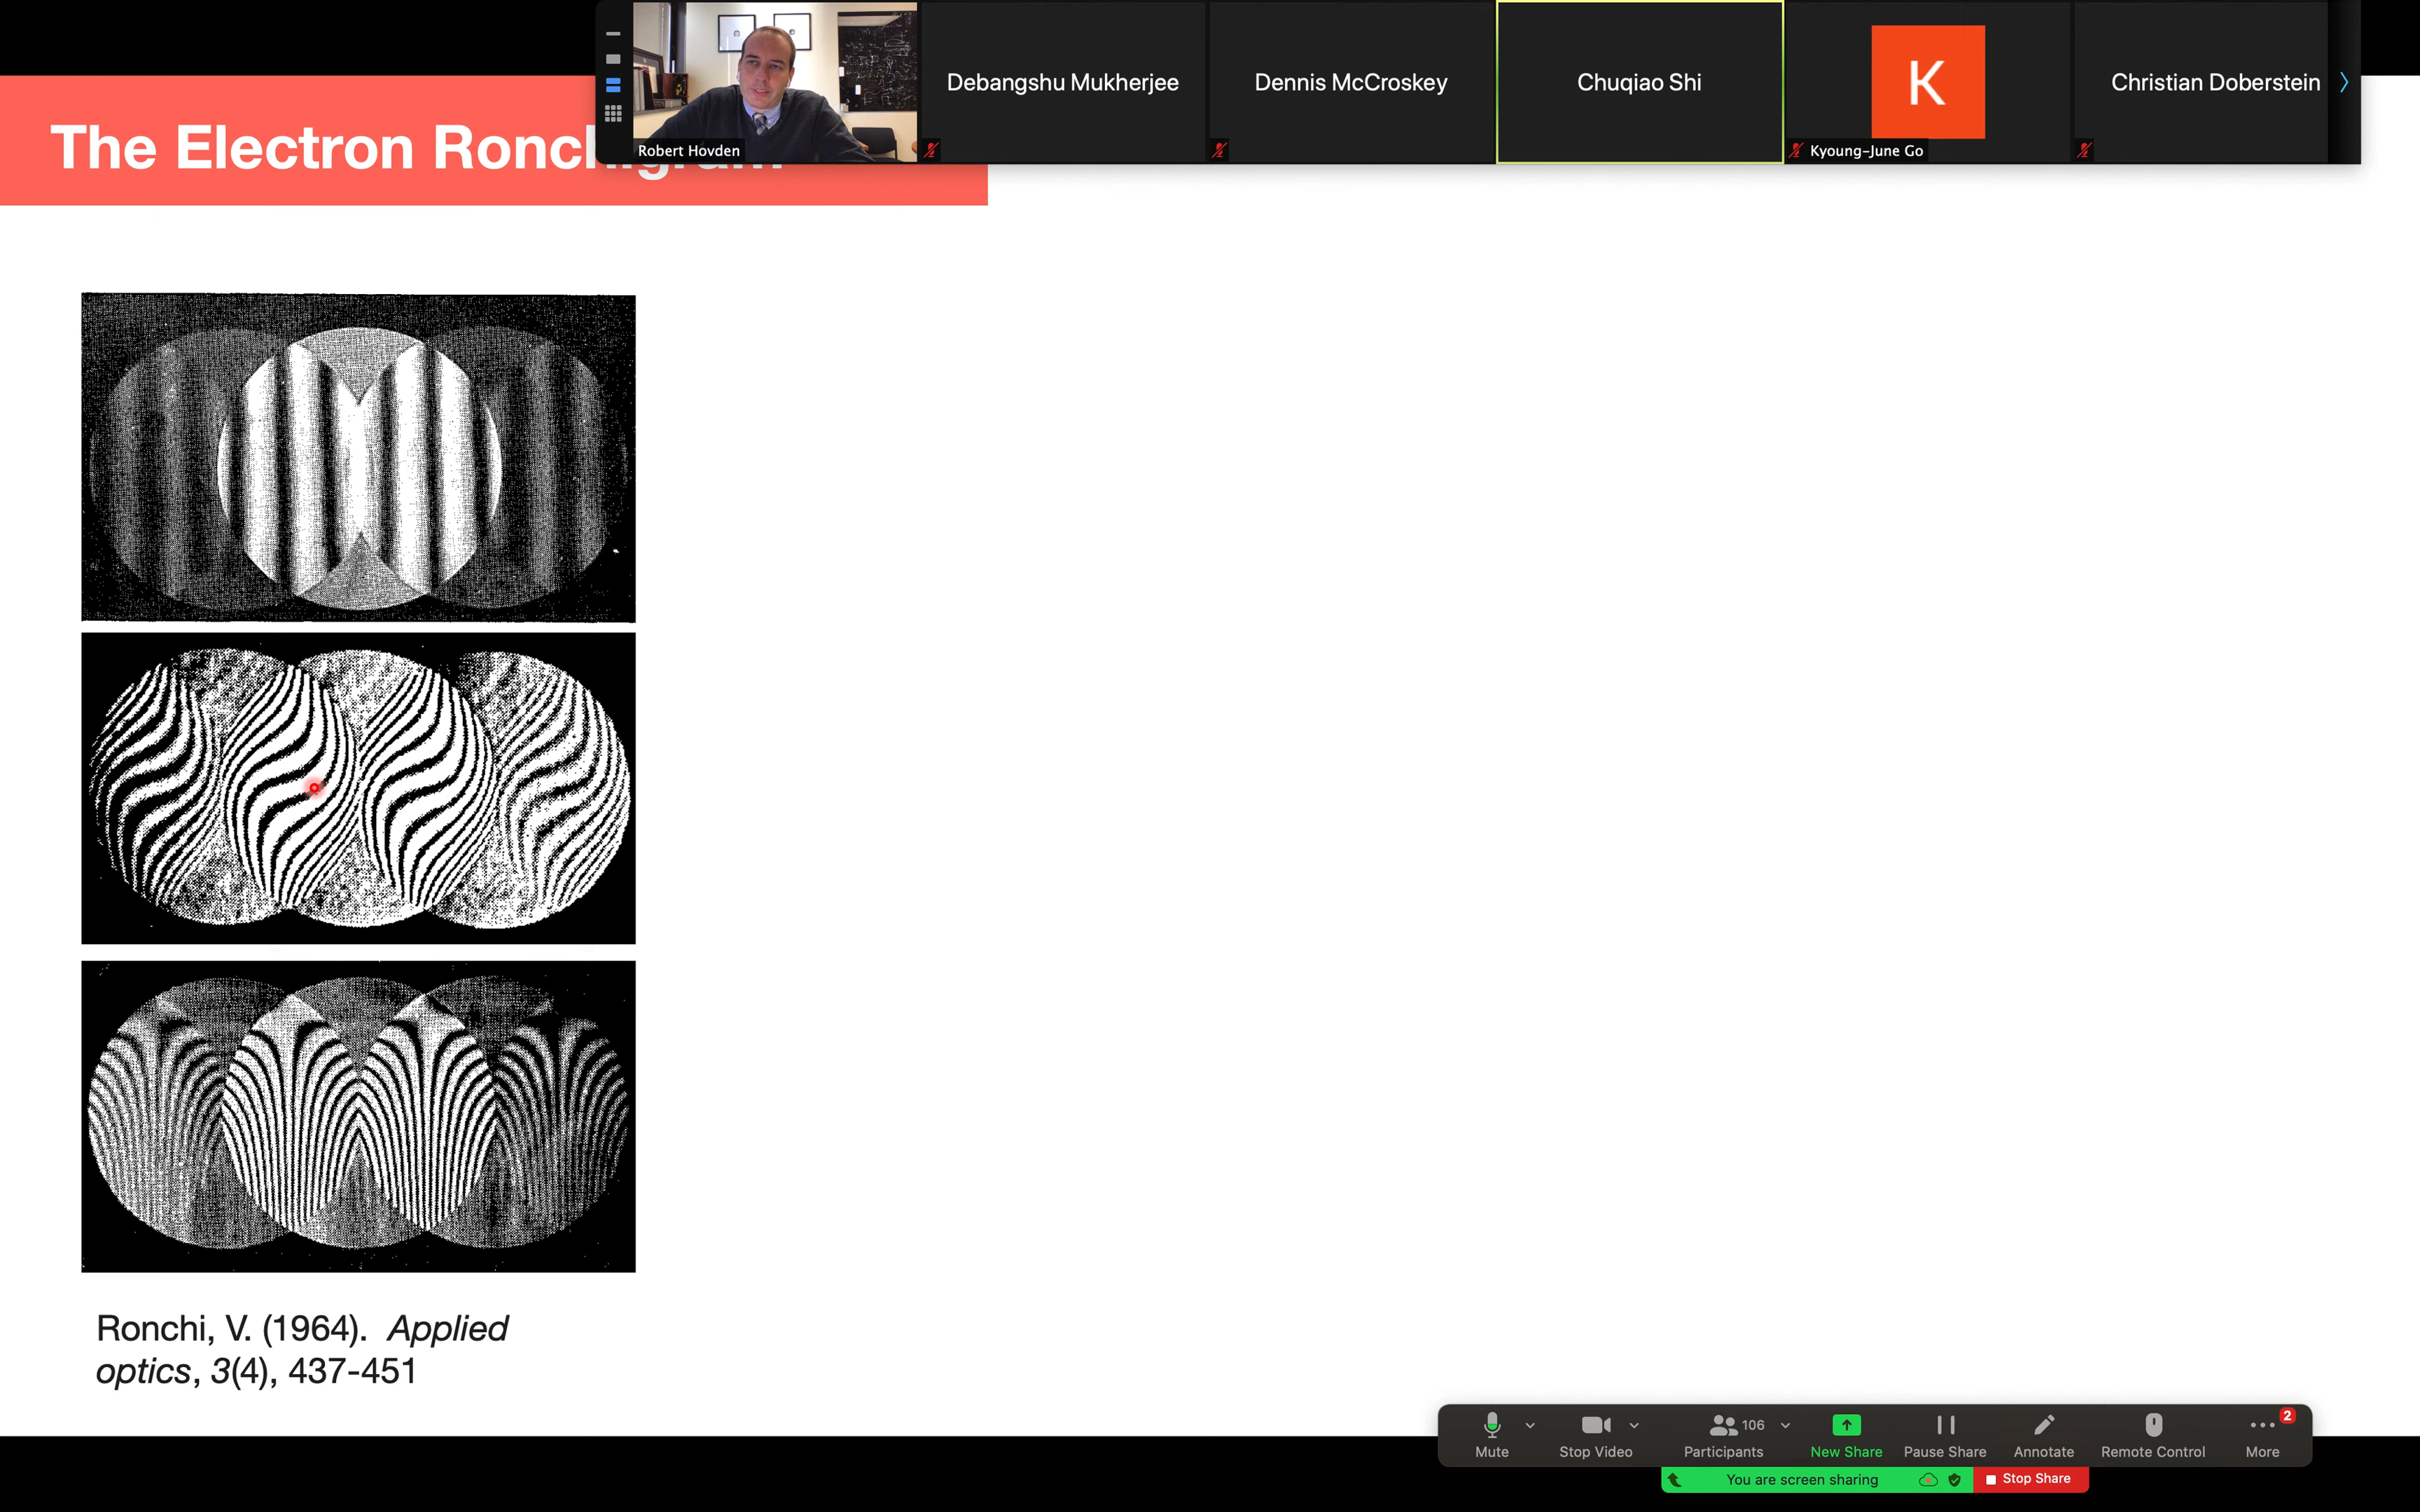 Robert Hovden
Debangshu Mukherjee
Dennis McCroskey
Chuqiao Shi
K
Kyoung-June Go
Christian Doberstein
The Electron Ronchigram
Ronchi, V. (1964). Applied
optics, 3(4), 437-451
Mute
Stop Video
106
Participants
New Share
Pause Share
Annotate
Remote Control
2
More
You are screen sharing
Stop Share